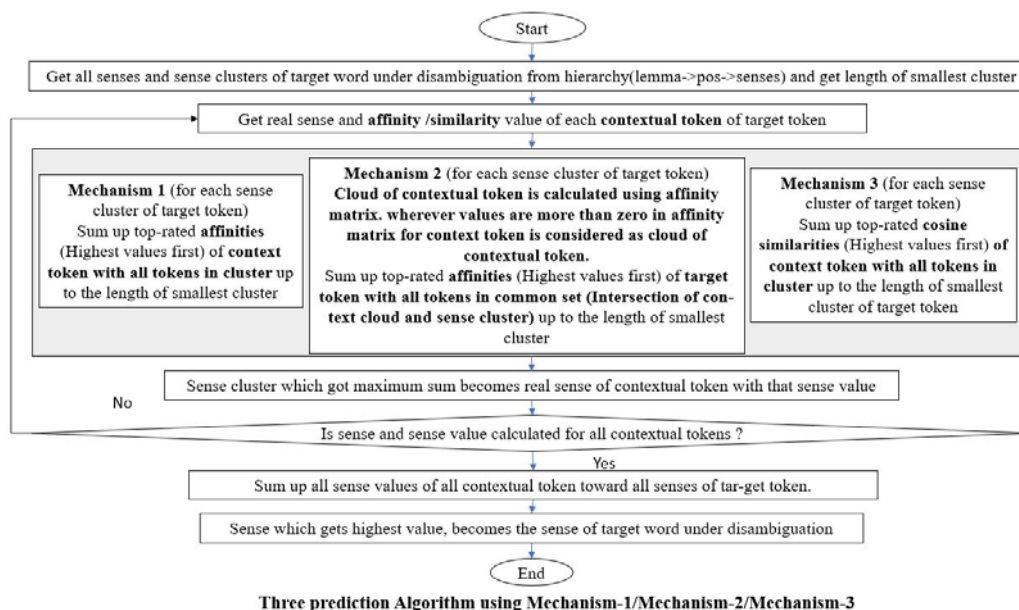 Start
Get all senses and sense clusters of target word under disambiguation from hierarchy(lemma->pos->senses) and get length of smallest cluster
Get real sense and affinity /similarity value of each contextual token of target token
Mechanism 1 (for each sense
cluster of target token)
Sum up top-rated affinities
(Highest values first) of context
token with all tokens in cluster up
to the length of smallest cluster
Mechanism 2 (for each sense cluster of target token)
Cloud of contextual token is calculated using affinity
matrix. wherever values are more than zero in affinity
matrix for context token is considered as cloud of
contextual token.
Sum up top-rated affinities (Highest values first) of target
token with all tokens in common set (Intersection of con-
text cloud and sense cluster) up to the length of smallest
cluster
Mechanism 3 (for each sense
cluster of target token)
Sum up top-rated cosine
similarities (Highest values first) of
context token with all tokens in
cluster up to the length of smallest
cluster of target token
Sense cluster which got maximum sum becomes real sense of contextual token with that sense value
No
Is sense and sense value calculated for all contextual tokens ?
Yes
Sum up all sense values of all contextual token toward all senses of tar-get token.
Sense which gets highest value, becomes the sense of target word under disambiguation
End
Three prediction Algorithm using Mechanism-1/Mechanism-2/Mechanism-3